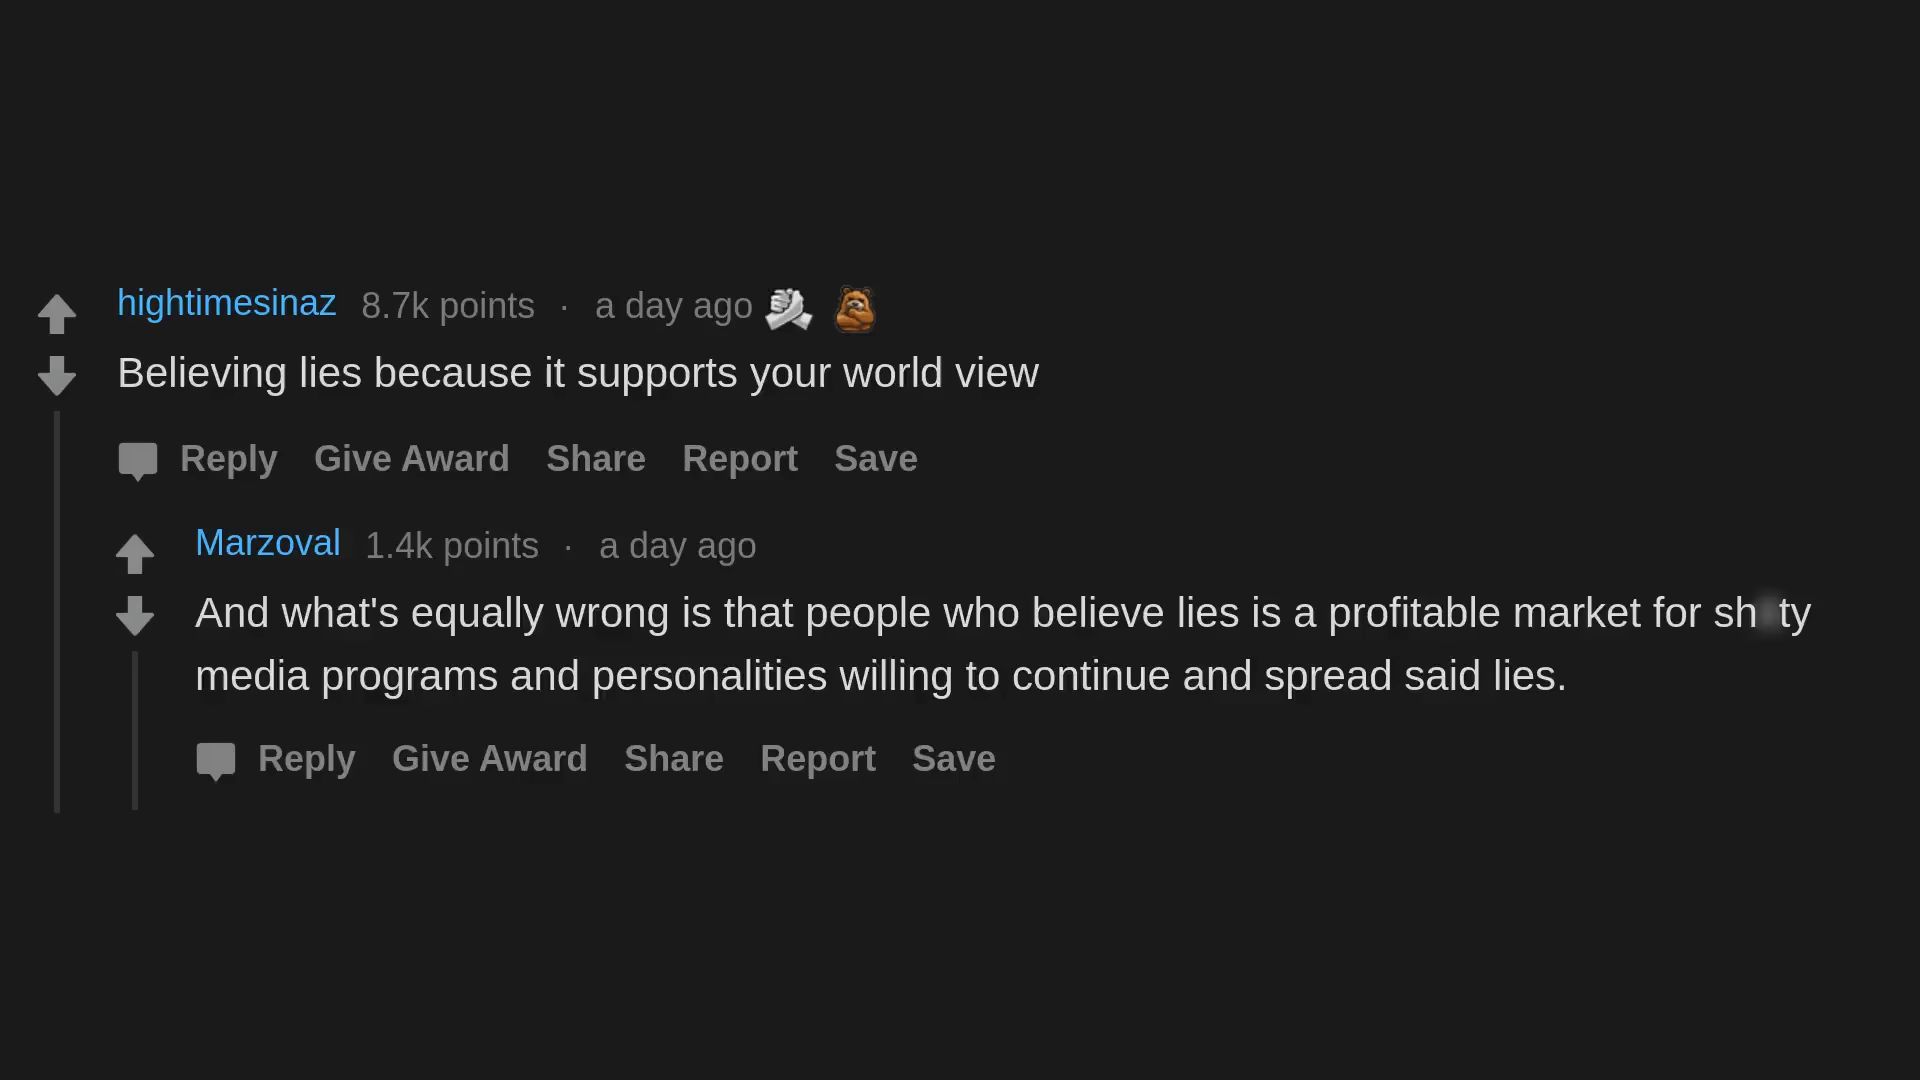 hightimesinaz 8.7k points · a day ago
Believing lies because it supports your world view
Reply Give Award Share Report Save
Marzoval 1.4k points · a day ago
And what's equally wrong is that people who believe lies is a profitable market for
media programs and personalities willing to continue and spread said lies.
Reply Give Award Share Report Save